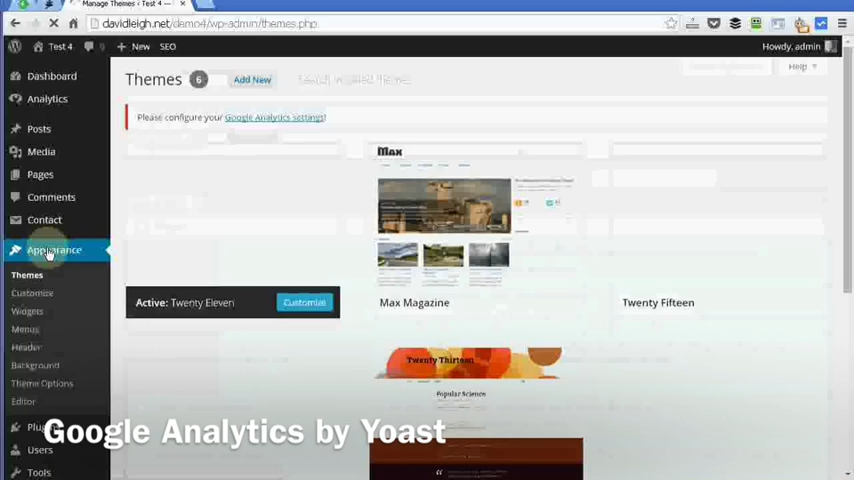 Manage Themes ‹ Test 4
davidleigh.net/demo4/wp-admin/themes.php
Test 4
New
SEO
Howdy, admin
Dashboard
Analytics
Posts
Media
Pages
Comments
Contact
Appearance
Themes
Customize
Widgets
Menus
Header
Background
Theme Options
Editor
Users
Tools
Themes 6 Add New
Help
Please configure your Google Analytics settings!
Max
Active: Twenty Eleven Customize
Max Magazine
Twenty Fifteen
Twenty Thirteen
Popular Science
Google Analytics by Yoast